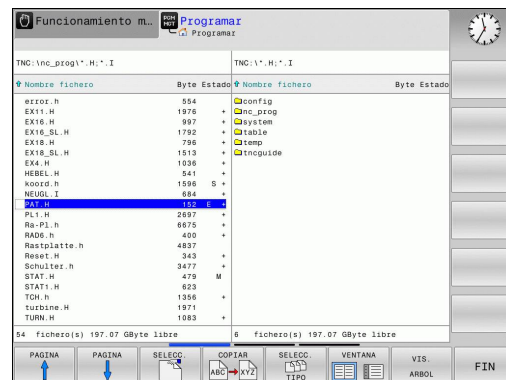 Funcionamiento m...
PGM
MGT
Programar
Programar
TNC:\nc_prog\*.H;*.I
TNC:\*.H;*.I
Nombre fichero Byte Estado
Nombre fichero Byte Estado
error.h 554
EX11.H 1976 +
EX16.H 997 +
EX16_SL.H 1792 +
EX18.H 796 +
EX18_SL.H 1513 +
EX4.H 1036 +
HEBEL.H 541 +
koord.h 1596 S +
NEUGL.I 684 +
PAT.H 152 E +
PL1.H 2697 +
Ra-Pl.h 6675 +
RAD6.h 400 +
Rastplatte.h 4837
Reset.H 343 +
Schulter.h 3477 +
STAT.H 479 M
STAT1.H 623
TCH.h 1356 +
turbine.H 1971
TURN.H 1083 +
config
nc_prog
system
table
temp
tncguide
54 fichero(s) 197.07 GByte libre
6 fichero(s) 197.07 GByte libre
PAGINA
PAGINA
SELECC.
COPIAR
ABC XYZ
SELECC.
TIPO
VENTANA
VIS.
ARBOL
FIN